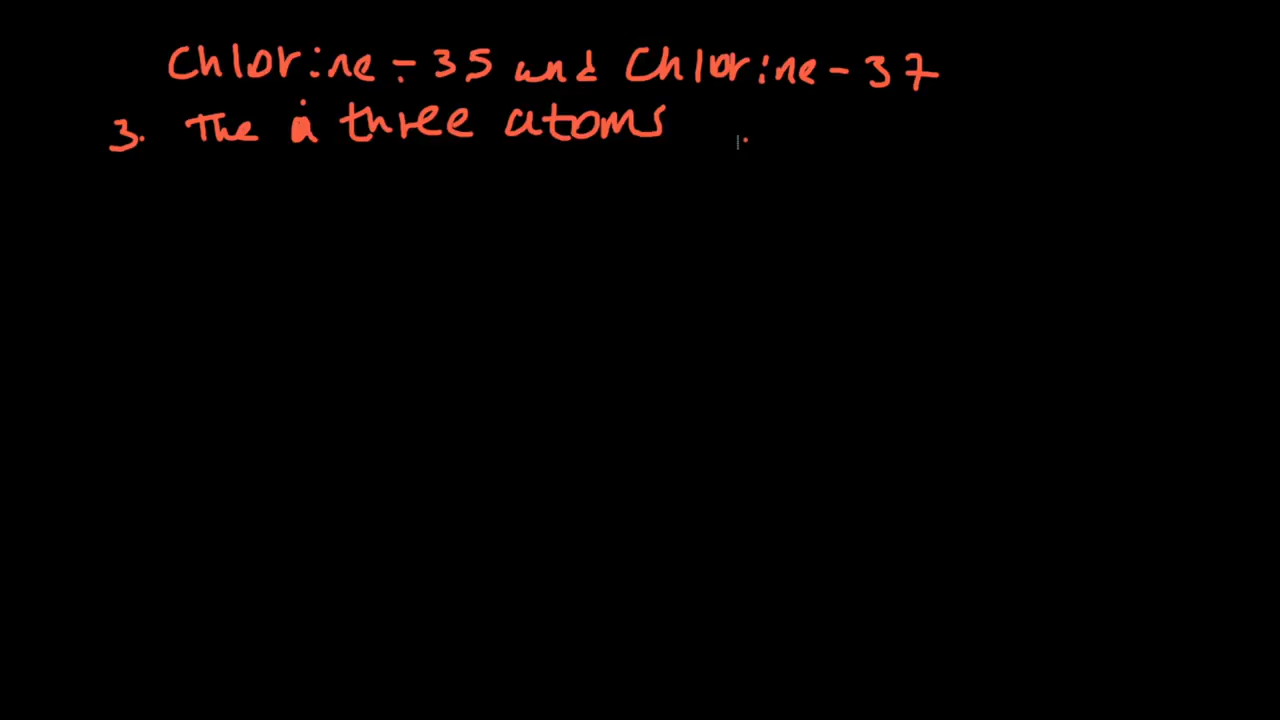 Chlorine - 35 and Chlorine - 37
3. The three atoms